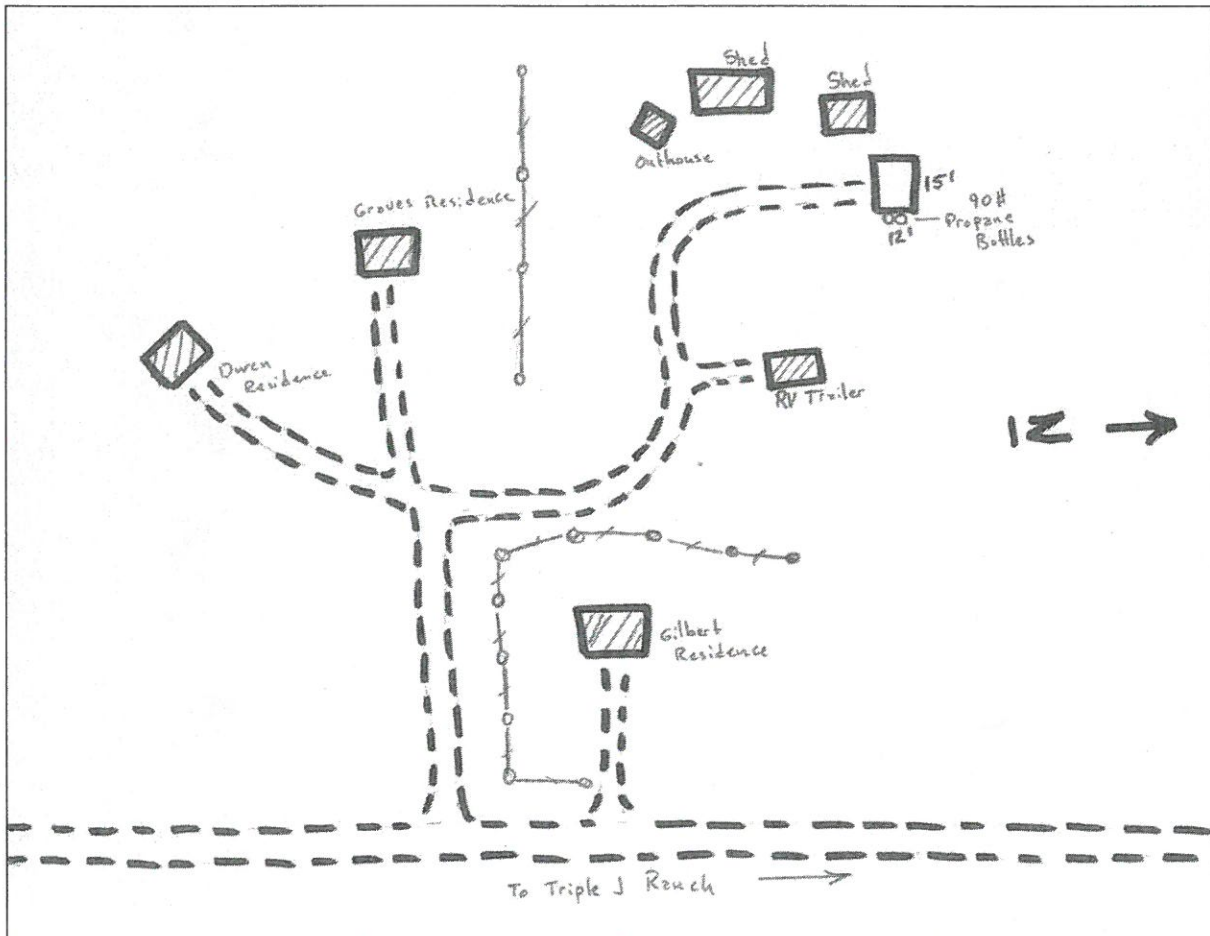 Shed
Shed
Outhouse
15'
90#
Propane
Bottles
12'
Groves Residence
Owen
Residence
RV Trailer
N
Gilbert
Residence
To Triple J Ranch